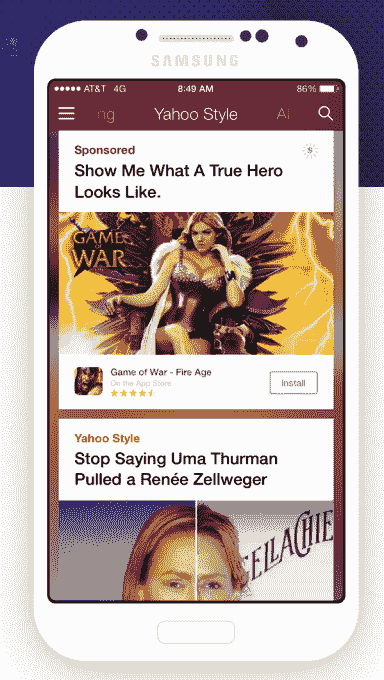 SAMSUNG
AT&T 4G 8:49 AM 86%
ng Yahoo Style Ai
Sponsored
Show Me What A True Hero
Looks Like.
$
GAME
OF
WAR
Game of War - Fire Age
On the App Store
Install
Yahoo Style
Stop Saying Uma Thurman
Pulled a Renée Zellweger